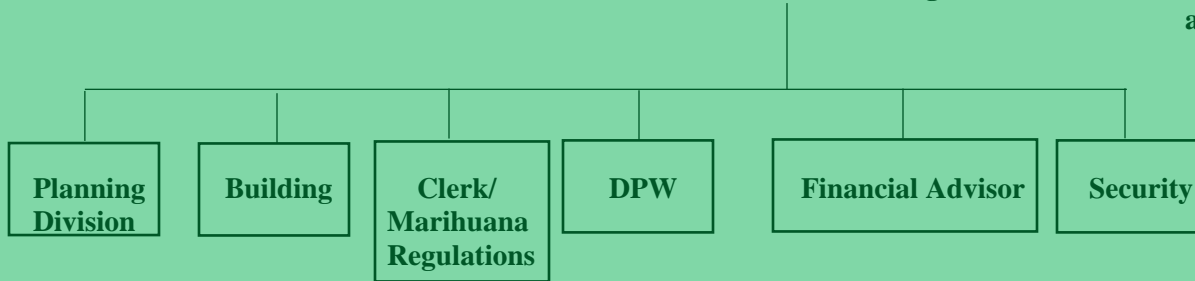 a
Planning
Division
Building
Clerk/
Marihuana
Regulations
DPW
Financial Advisor
Security